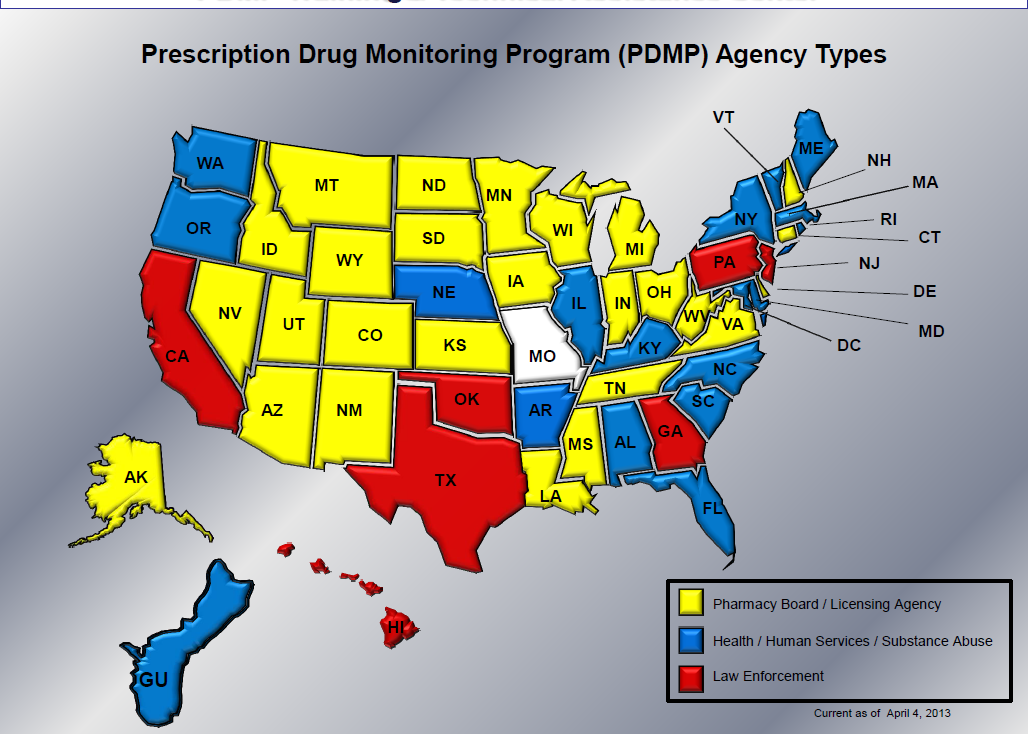 Prescription Drug Monitoring Program (PDMP) Agency Types
VT
ME
WA
NH
MT
ND
MN
MA
OR
NY
RI
ID
SD
WI
MI
CT
WY
PA
NJ
NE
IA
OH
DE
NV
UT
CO
IL
IN
WV
VA
MD
KS
MO
KY
DC
CA
NC
TN
AZ
NM
OK
AR
SC
MS
AL
GA
AK
TX
LA
FL
HI
GU
Pharmacy Board / Licensing Agency
Health / Human Services / Substance Abuse
Law Enforcement
Current as of April 4, 2013